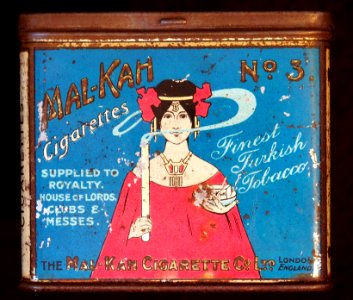 MAL-KAH
Cigarettes
No 3.
Finest
Turkish
Tobacco.
SUPPLIED TO
ROYALTY.
HOUSE OF LORDS.
CLUBS &
MESSES.
THE MAL-KAH CIGARETTE Co LTD LONDON ENGLAND.